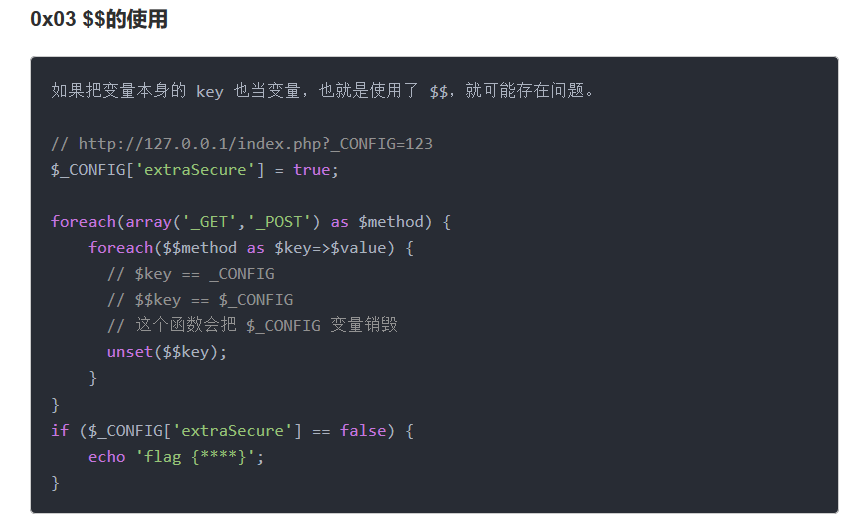 0x03 $$的使用
如果把变量本身的 key 也当变量，也就是使用了 $$，就可能存在问题。
// http://127.0.0.1/index.php?_CONFIG=123
$_CONFIG['extraSecure'] = true;
foreach(array('_GET','_POST') as $method) {
    foreach($$method as $key=>$value) {
      // $key == _CONFIG
      // $$key == $_CONFIG
      // 这个函数会把 $_CONFIG 变量销毁
      unset($$key);
    }
}
if ($_CONFIG['extraSecure'] == false) {
    echo 'flag {****}';
}